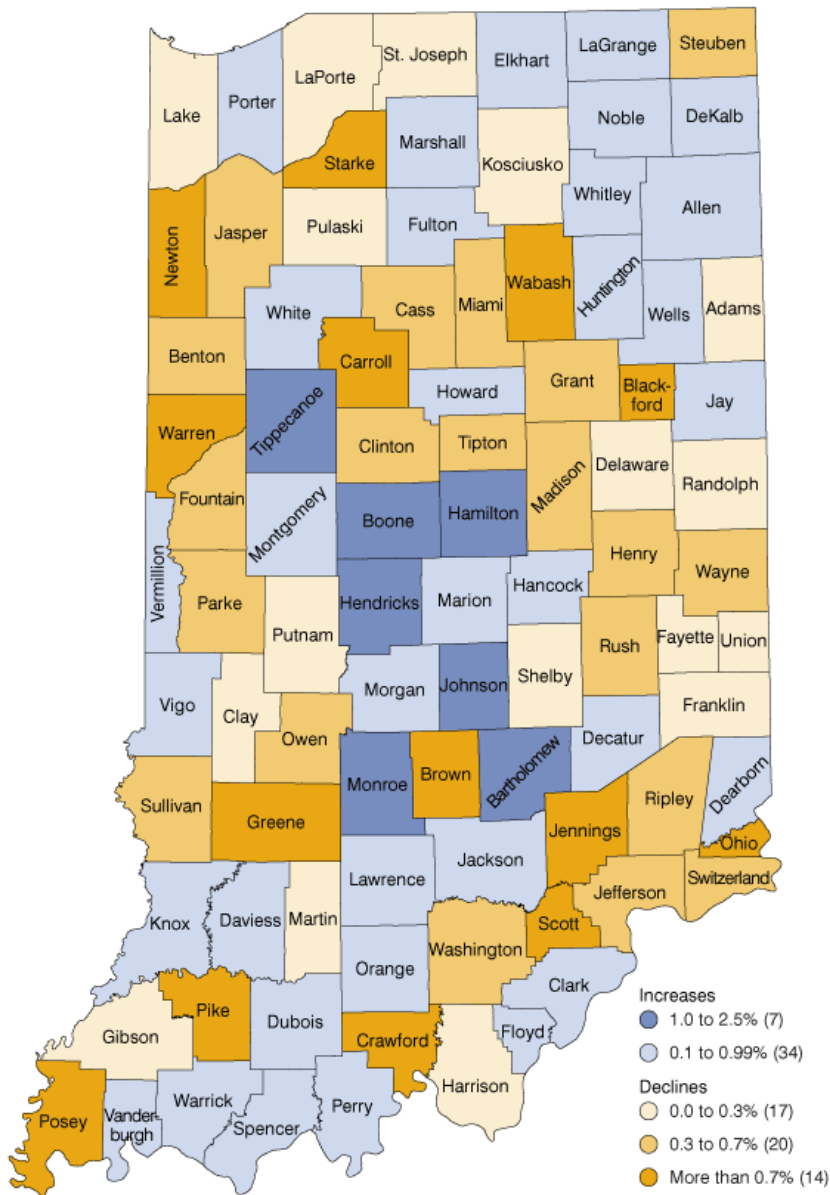 St. Joseph
LaGrange
Steuben
Elkhart
LaPorte
Porter
Lake
Noble
DeKalb
Marshall
Starke
Kosciusko
Whitley
Allen
Pulaski
Fulton
Jasper
Newton
Wabash
Huntington
Miami
Cass
White
Wells
Adams
Benton
Carroll
Grant
Howard
Black-
ford
Jay
Tippecanoe
Warren
Clinton
Tipton
Madison
Delaware
Randolph
Fountain
Montgomery
Boone
Hamilton
Henry
Wayne
Vermillion
Parke
Putnam
Hendricks
Marion
Hancock
Rush
Fayette
Union
Shelby
Johnson
Morgan
Vigo
Clay
Owen
Franklin
Decatur
Monroe
Brown
Bartholomew
Dearborn
Ripley
Sullivan
Greene
Jennings
Ohio
Jackson
Lawrence
Switzerland
Jefferson
Knox
Daviess
Martin
Scott
Washington
Orange
Clark
Pike
Dubois
Gibson
Crawford
Floyd
Harrison
Posey
Vander-
burgh
Warrick
Spencer
Perry
Increases
1.0 to 2.5% (7)
0.1 to 0.99% (34)
Declines
0.0 to 0.3% (17)
0.3 to 0.7% (20)
More than 0.7% (14)